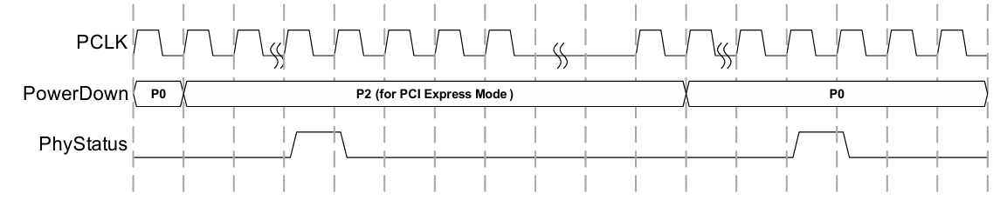 PCLK
PowerDown P0 P2 (for PCI Express Mode ) P0
PhyStatus